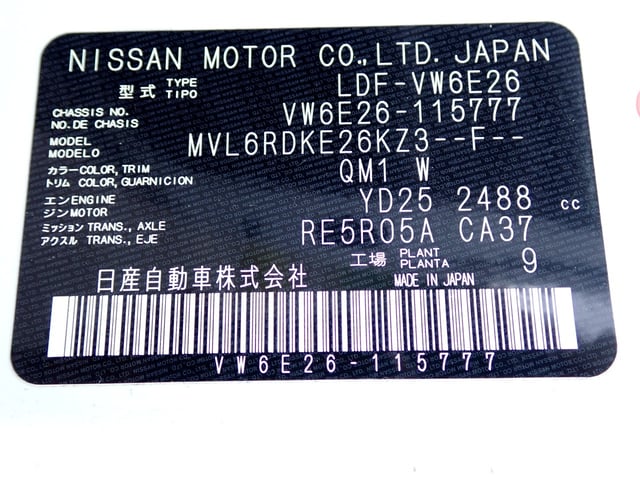 NISSAN MOTOR CO.,LTD. JAPAN
型式 TYPE TIPO LDF-VW6E26
CHASSIS NO. NO.DE CHASIS VW6E26-115777
MODEL MODELO MVL6RDKE26KZ3--F--
カラー COLOR, TRIM トリム COLOR, GUARNICION QM1 W
エンジン ENGINE MOTOR YD25 2488 cc
ミッション TRANS., AXLE アクスル TRANS., EJE RE5R05A CA37
工場 PLANT PLANTA 9
日産自動車株式会社 MADE IN JAPAN
VW6E26-115777